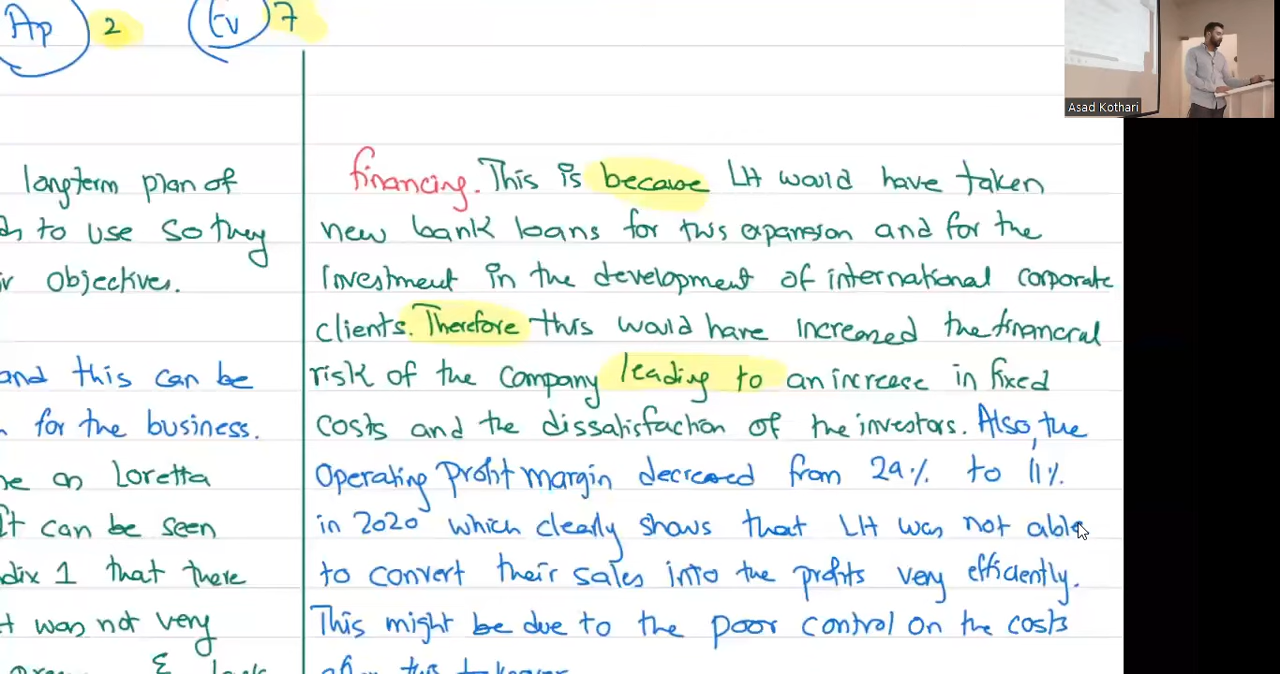 Ap 2 Ev 7
longterm plan of
to use so they
objectives.
and this can be
for the business.
on Loretta
It can be seen
dix 1 that there
was not very
& lack
financing. This is because LH would have taken
new bank loans for this expansion and for the
Investment in the development of international corporate
clients. Therefore this would have increased the financial
risk of the company leading to an increase in fixed
costs and the dissatisfaction of the investors. Also, the
Operating profit margin decreased from 29% to 11%
in 2020 which clearly shows that LH was not able
to convert their sales into the profits very efficiently.
This might be due to the poor control on the costs
after this takeover
Asad Kothari